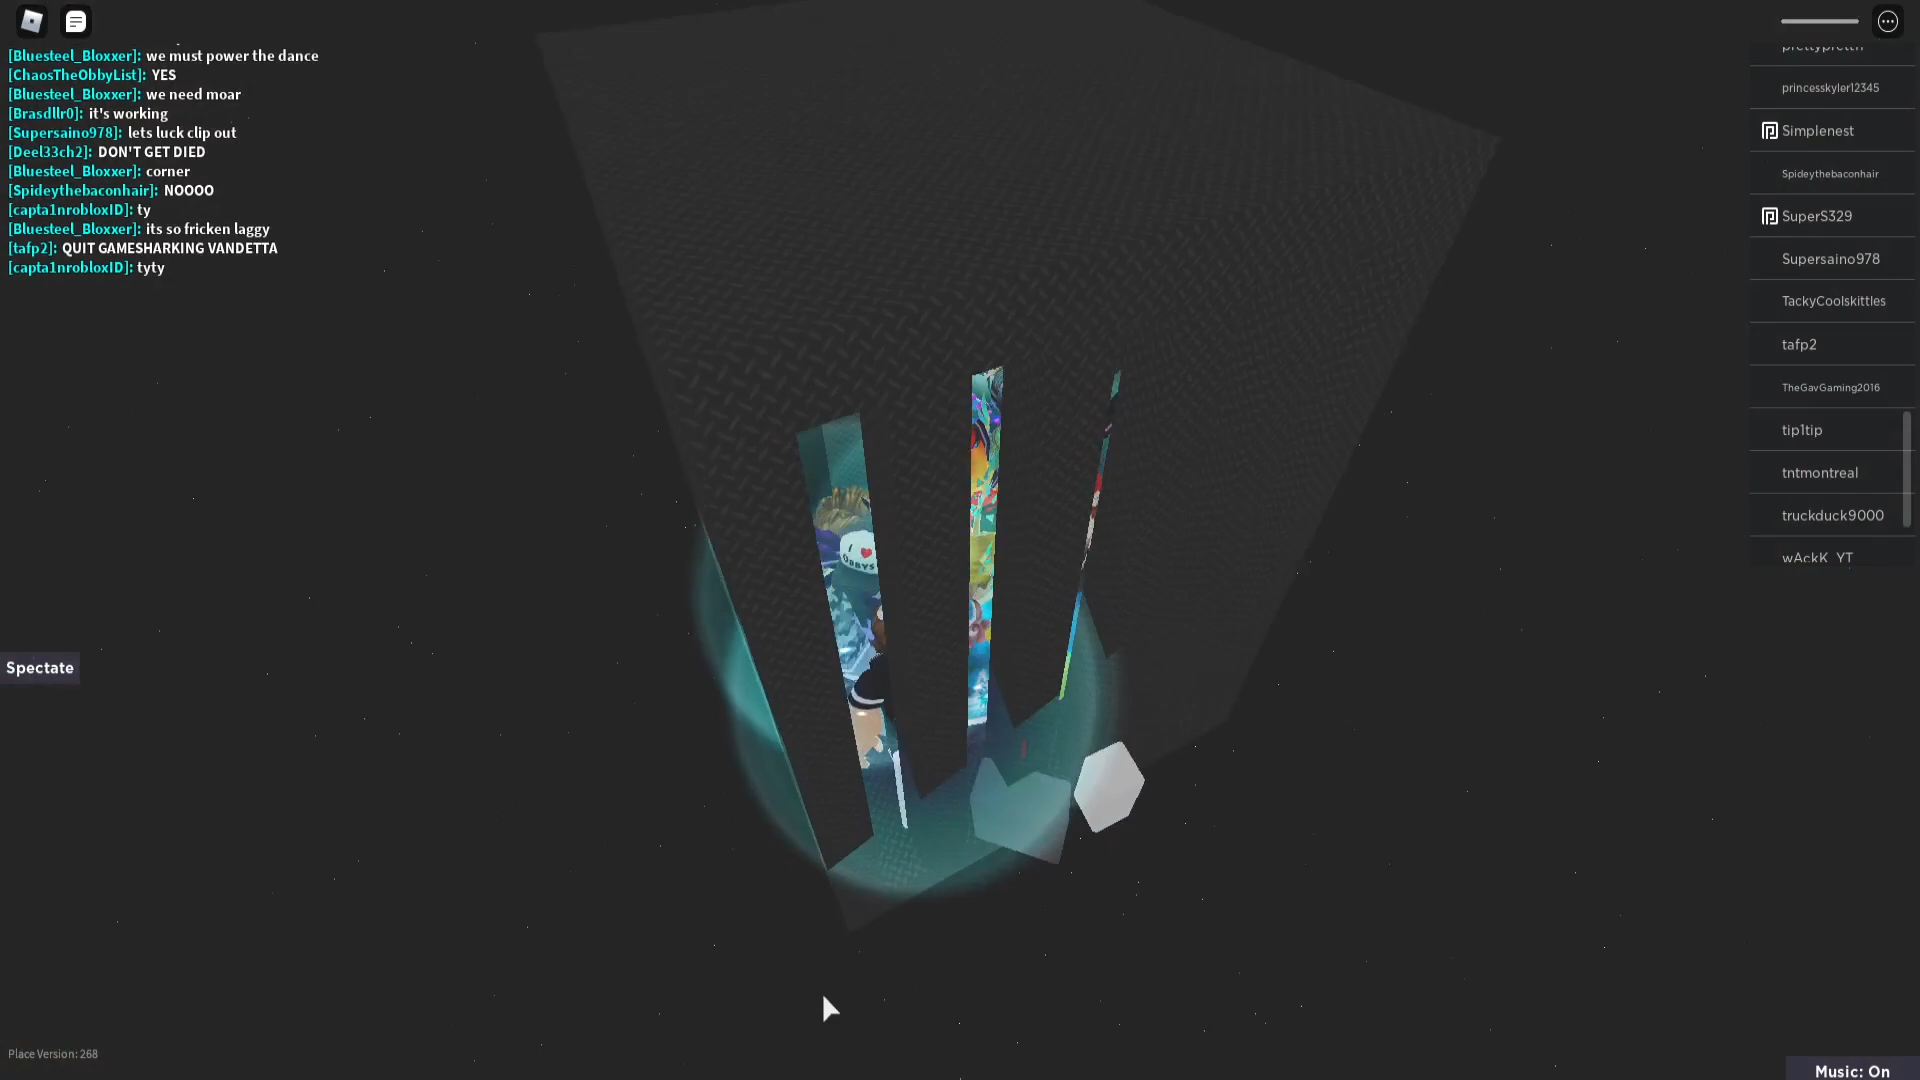 [Bluesteel_Bloxxer]: we must power the dance
[ChaosTheObbyList]: YES
[Bluesteel_Bloxxer]: we need moar
[Brasdllr0]: it's working
[Supersaino978]: lets luck clip out
[Deel33ch2]: DON'T GET DIED
[Bluesteel_Bloxxer]: corner
[Spideythebaconhair]: NOOOO
[capta1nrobloxID]: ty
[Bluesteel_Bloxxer]: its so fricken laggy
[tafp2]: QUIT GAMESHARKING VANDETTA
[capta1nrobloxID]: tyty
princesskyler12345
Simplenest
Spideythebaconhair
SuperS329
Supersaino978
TackyCoolskittles
tafp2
TheGavGaming2016
tip1tip
tntmontreal
truckduck9000
wAckK_YT
I ❤
OBBYS
Spectate
Place Version: 268
Music: On